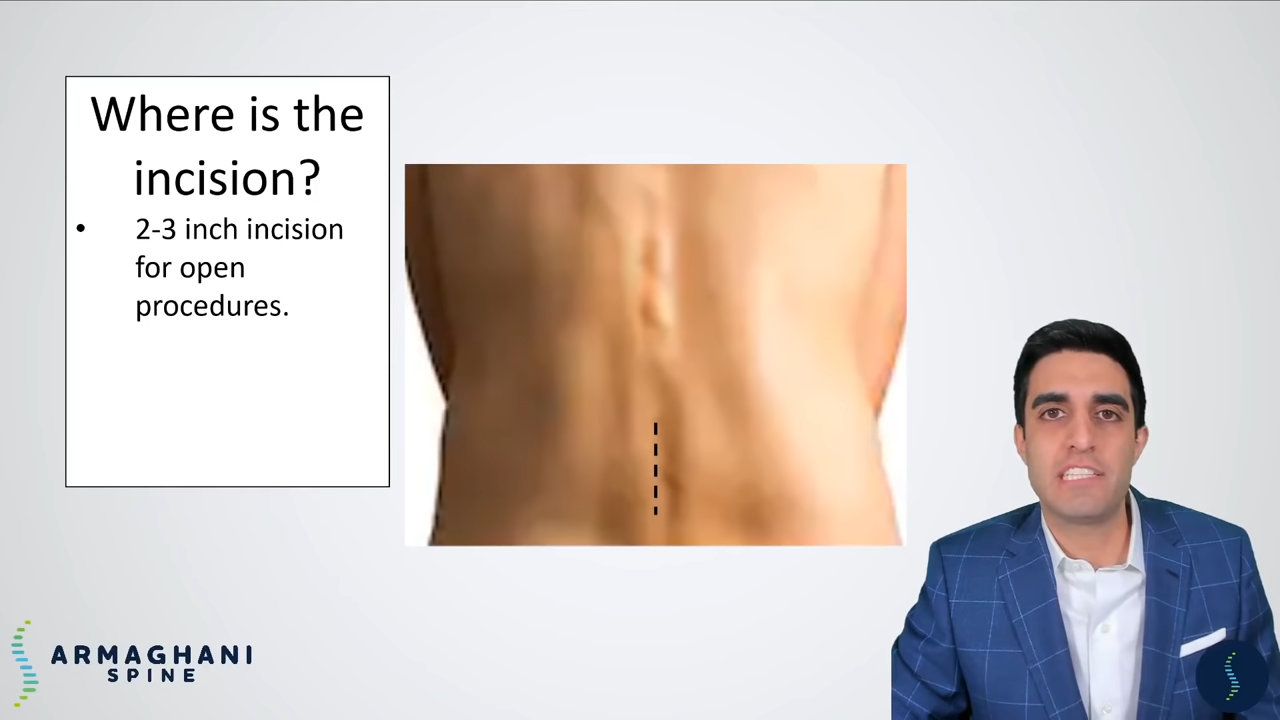 Where is the
incision?
• 2-3 inch incision
for open
procedures.
ARMAGHANI
SPINE